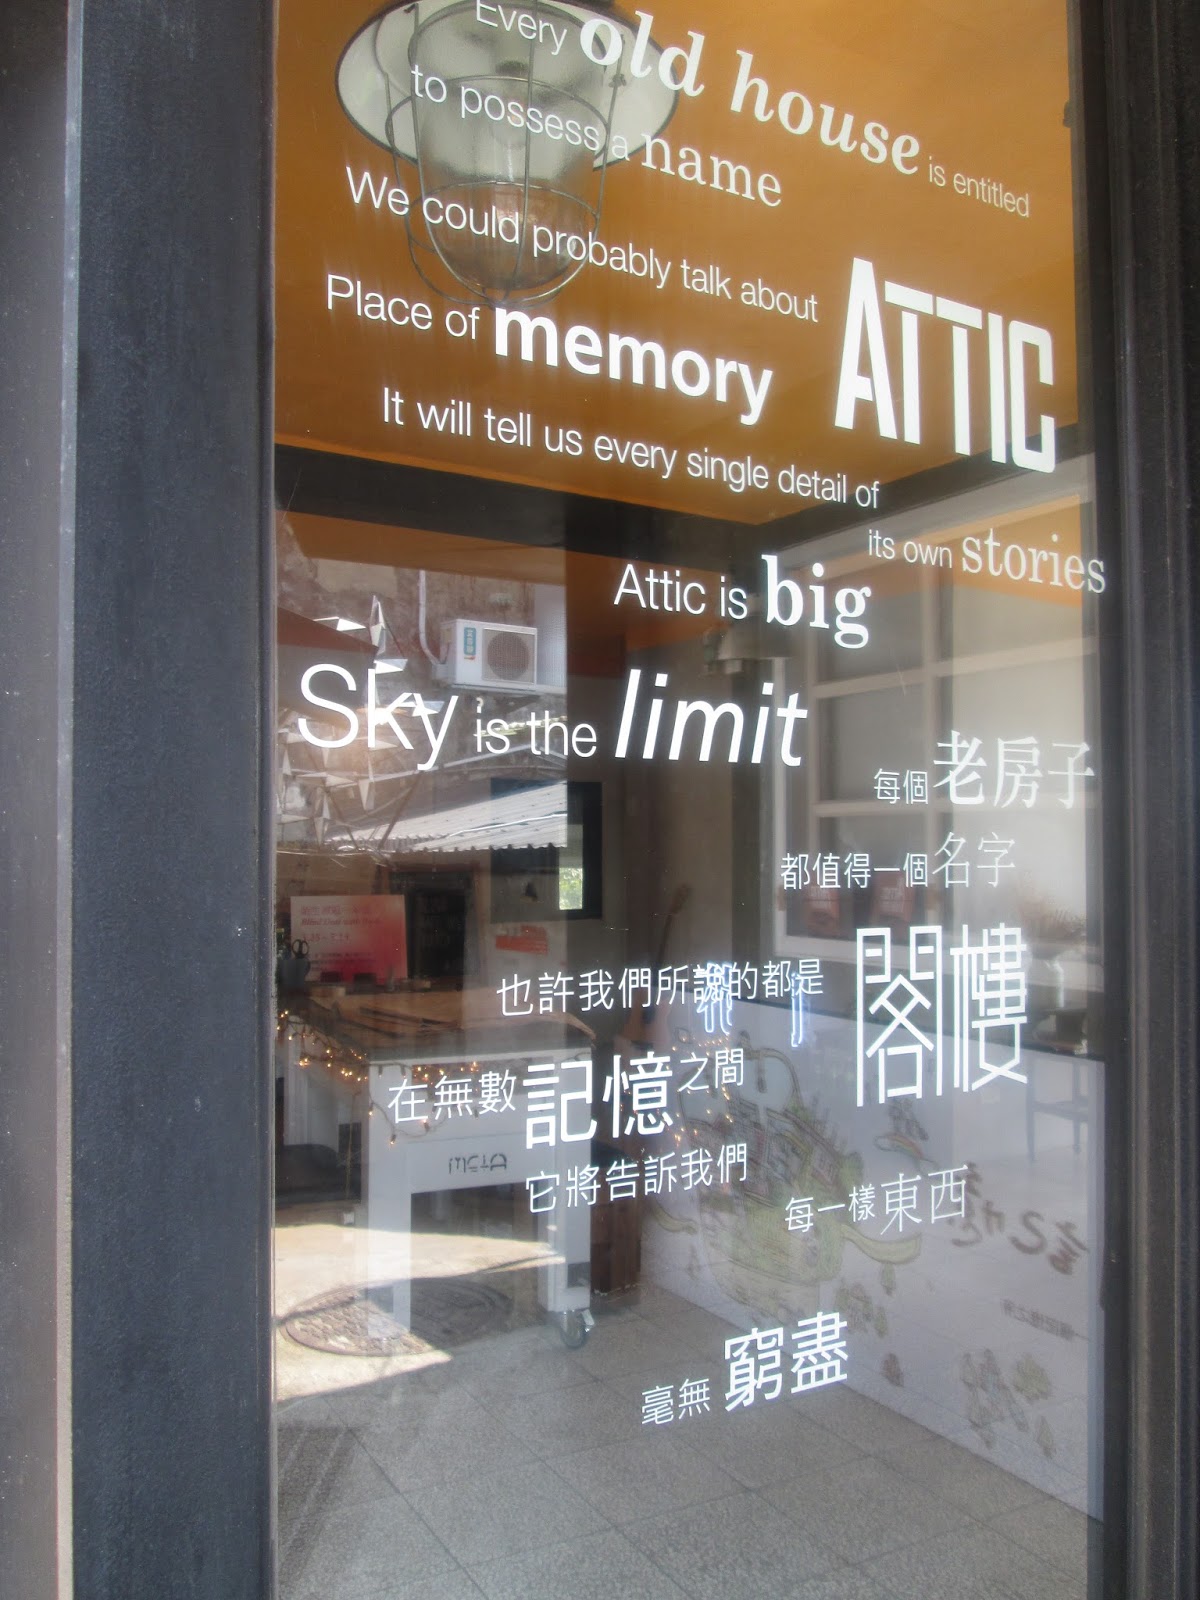 Every old house is entitled
to possess a name
We could probably talk about ATTIC
Place of memory
It will tell us every single detail of
its own stories
Attic is big
Sky is the limit
每個老房子
都值得一個名字
也許我們所說的都是 閣樓
在無數記憶之間
它將告訴我們
每一樣東西
毫無窮盡